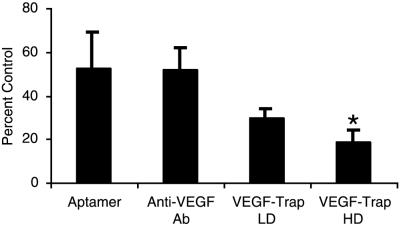 Percent Control
80
60
40
20
0
*
Aptamer
Anti-VEGF
Ab
VEGF-Trap
LD
VEGF-Trap
HD